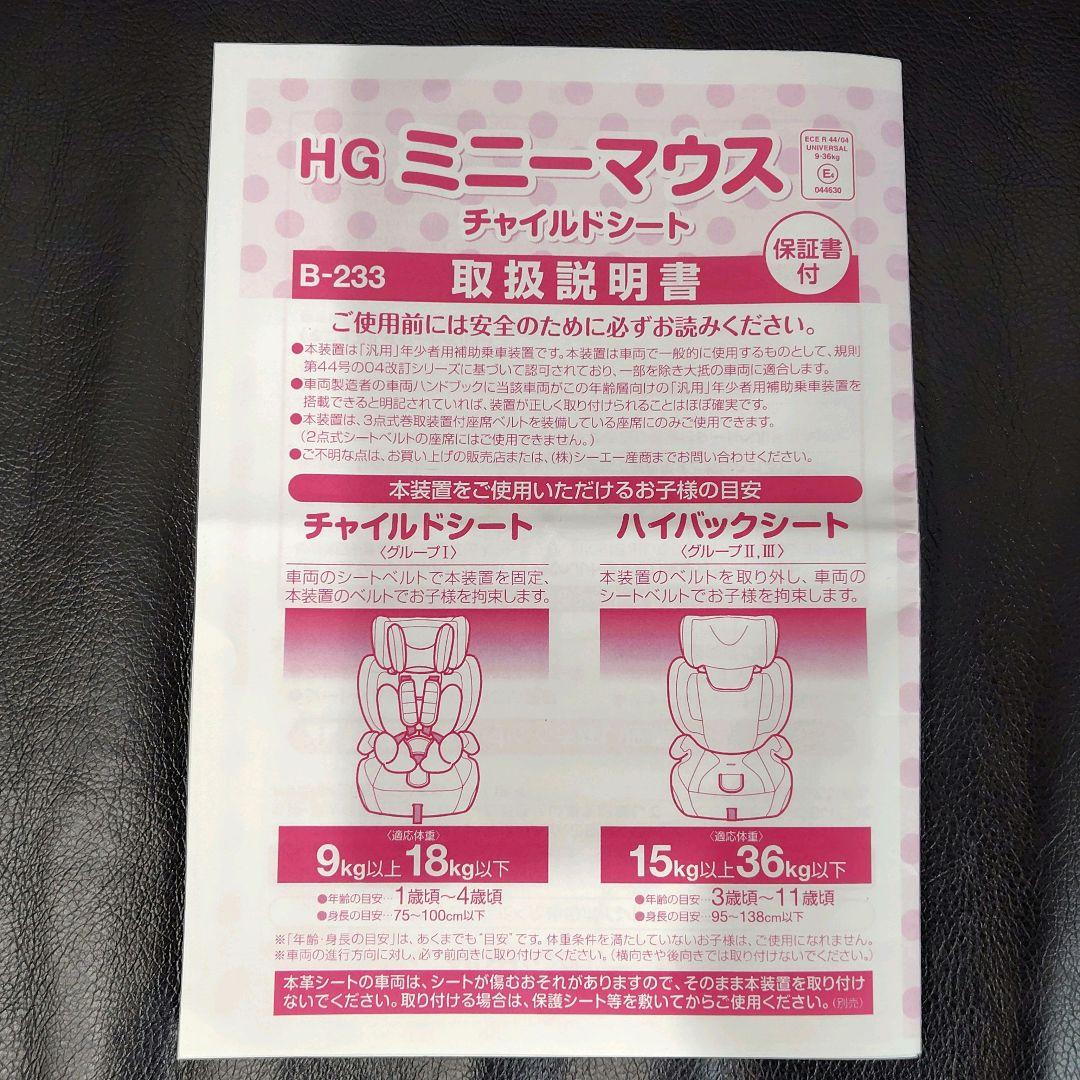 HG ミニーマウス
チャイルドシート
ECE R 44/04
UNIVERSAL
9-36kg
E4
044630
保証書
付
B-233 取扱説明書
ご使用前には安全のために必ずお読みください。
●本装置は「汎用」年少者用補助乗車装置です。本装置は車両で一般的に使用するものとして、規則
第44号の04改訂シリーズに基づいて認可されており、一部を除き大抵の車両に適合します。
●車両製造者の車両ハンドブックに当該車両がこの年齢層向けの「汎用」年少者用補助乗車装置を
搭載できると明記されていれば、装置が正しく取り付けられることはほぼ確実です。
●本装置は、3点式巻取装置付座席ベルトを装備している座席にのみご使用できます。
(2点式シートベルトの座席にはご使用できません。)
●ご不明な点は、お買い上げの販売店または、(株)シーエー産商までお問い合わせください。
本装置をご使用いただけるお子様の目安
チャイルドシート
〈グループI〉
車両のシートベルトで本装置を固定、
本装置のベルトでお子様を拘束します。
〈適応体重〉
9kg以上18kg以下
●年齢の目安…1歳頃～4歳頃
●身長の目安…75～100cm以下
ハイバックシート
〈グループⅡ,Ⅲ〉
本装置のベルトを取り外し、車両の
シートベルトでお子様を拘束します。
〈適応体重〉
15kg以上36kg以下
●年齢の目安…3歳頃～11歳頃
●身長の目安…95～138cm以下
※「年齢・身長の目安」は、あくまでも"目安"です。体重条件を満たしていないお子様は、ご使用になれません。
※車両の進行方向に対し、必ず前向きに取り付けてください。(横向きや後向きでは取り付けないでください。)
本革シートの車両は、シートが傷むおそれがありますので、そのまま本装置を取り付け
ないでください。取り付ける場合は、保護シート等を敷いてからご使用ください。(別売)